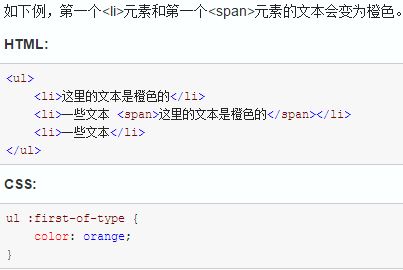 如下例，第一个<li>元素和第一个<span>元素的文本会变为橙色。
HTML:
<ul>
    <li>这里的文本是橙色的</li>
    <li>一些文本 <span>这里的文本是橙色的</span></li>
    <li>一些文本</li>
</ul>
CSS:
ul :first-of-type {
    color: orange;
}